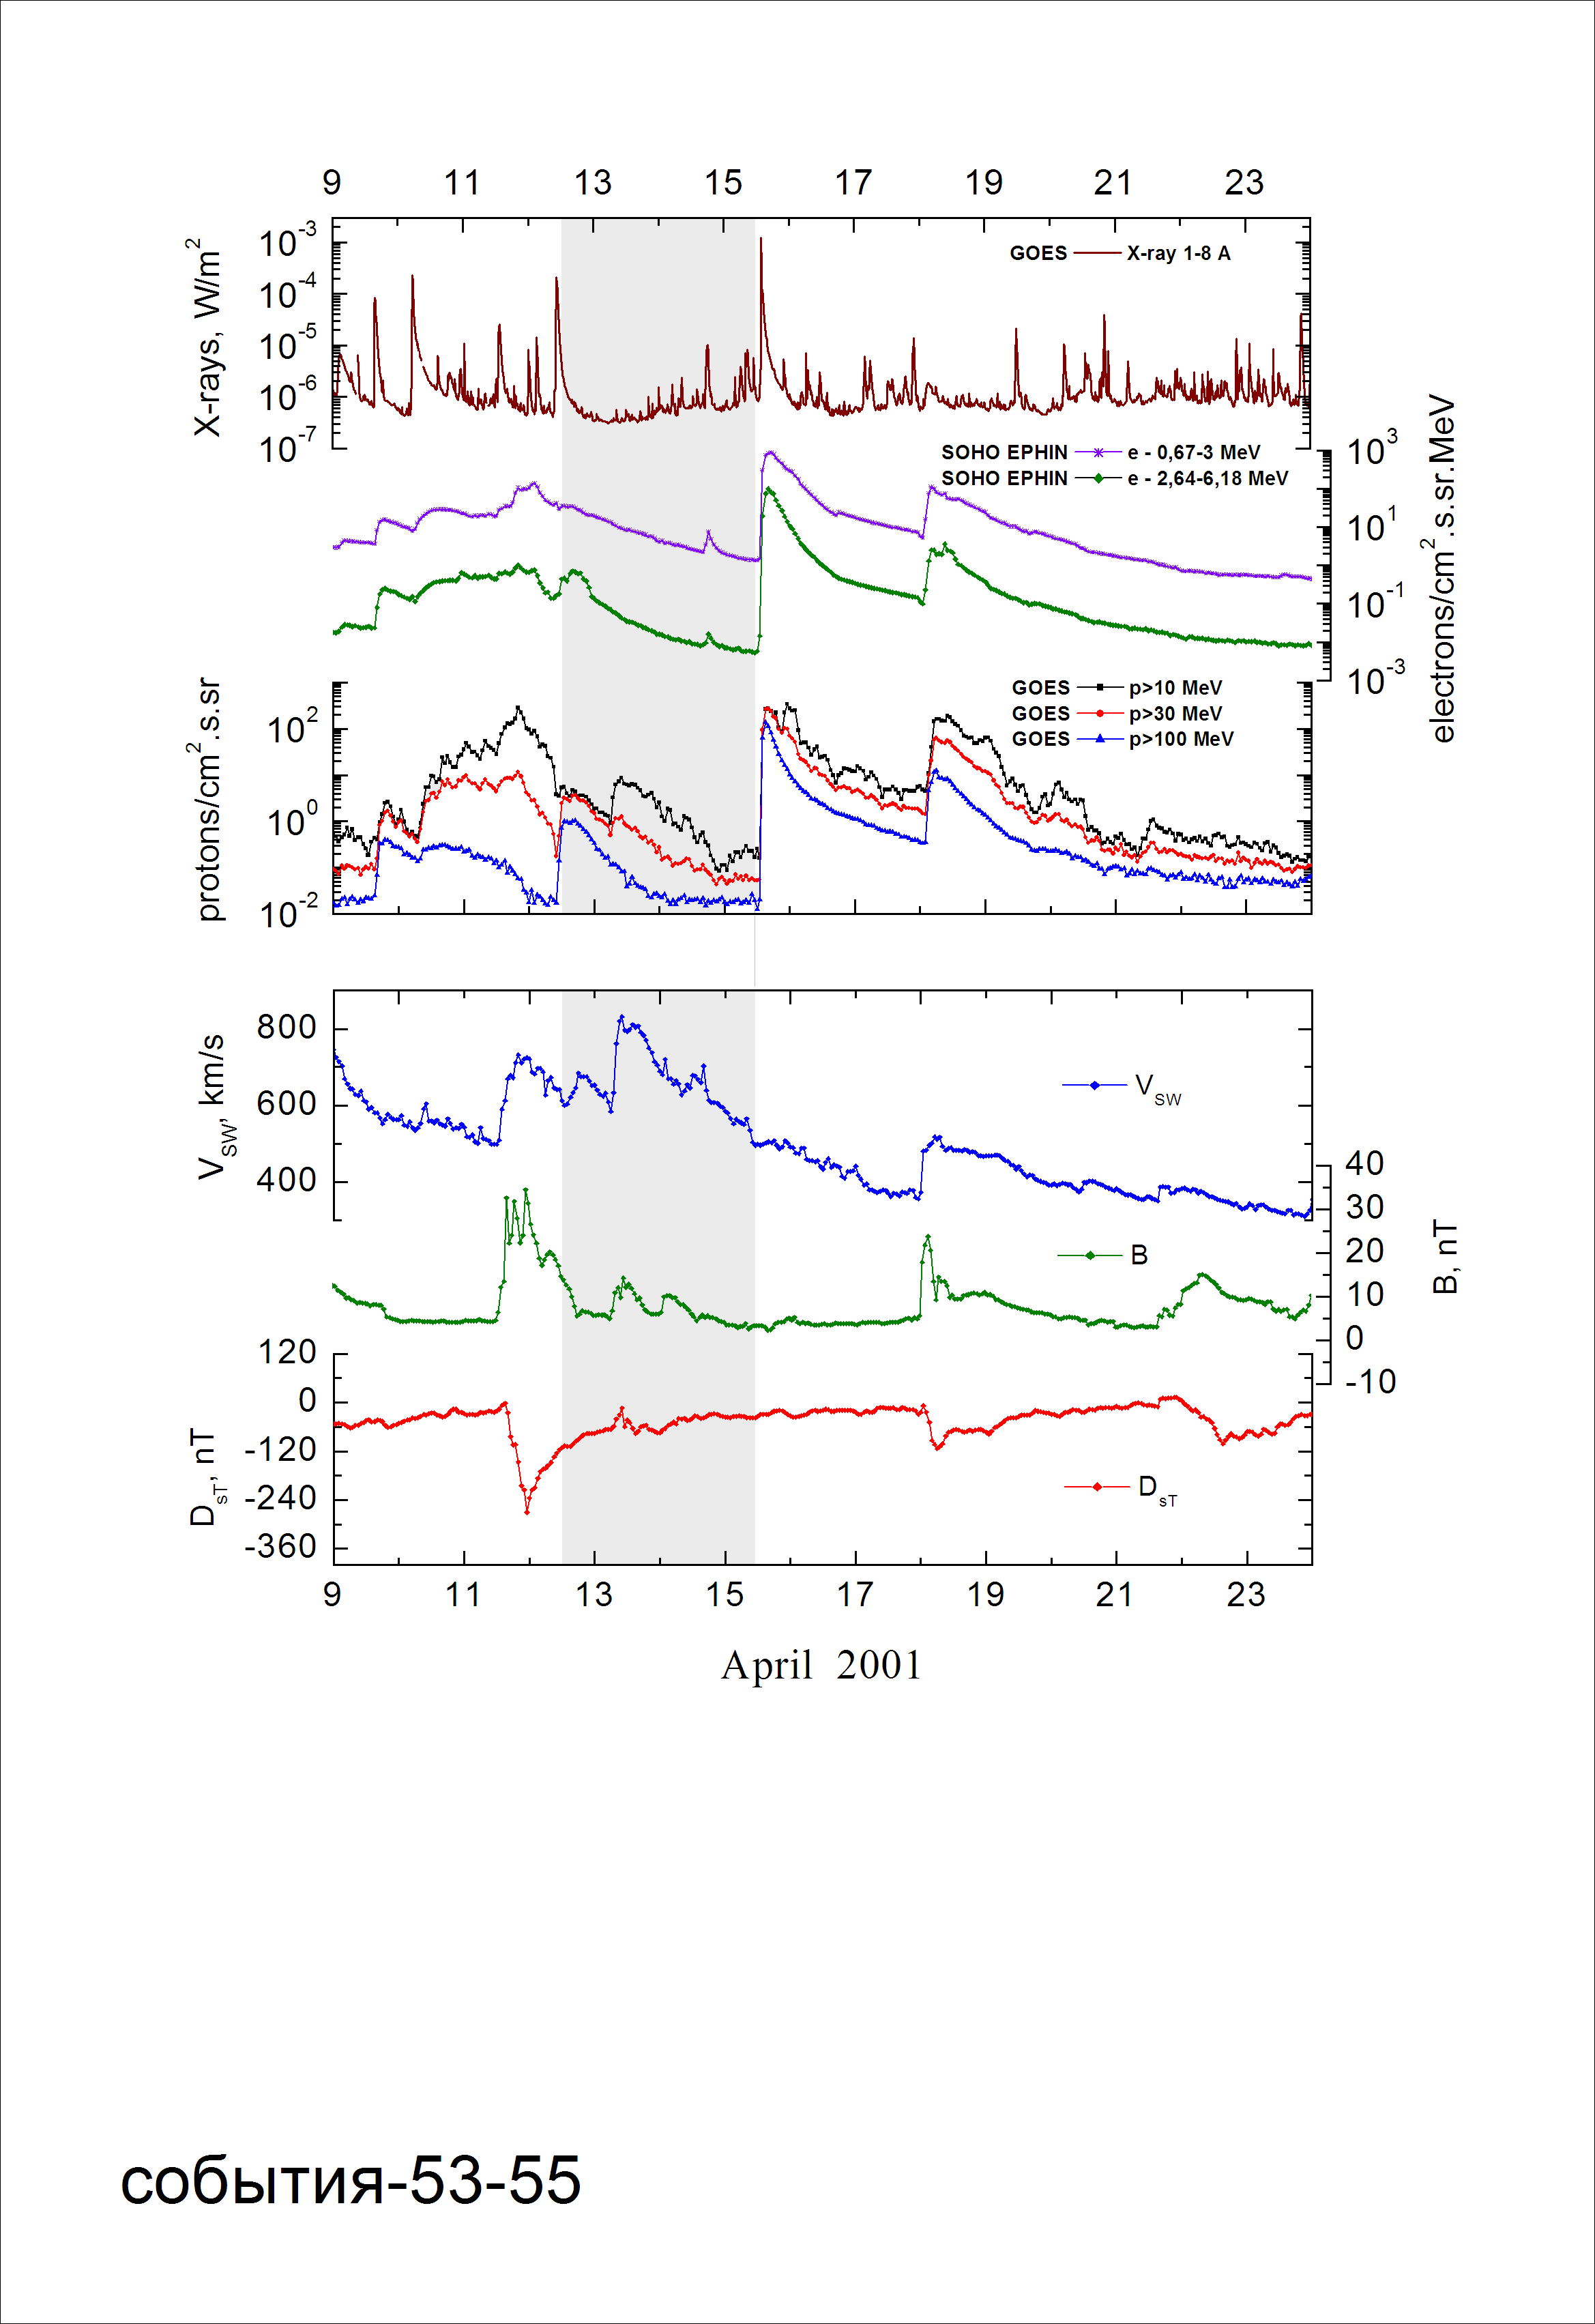 9 11 13 15 17 19 21 23
X-rays, W/m2
10-3
10-4
10-5
10-6
10-7
GOES X-ray 1-8 A
SOHO EPHIN e - 0,67-3 MeV
SOHO EPHIN e - 2,64-6,18 MeV
103
101
10-1
10-3
electrons/cm2.s.sr.MeV
protons/cm2.s.sr
102
100
10-2
GOES p>10 MeV
GOES p>30 MeV
GOES p>100 MeV
VSW, km/s
800
600
400
VSW
40
30
20
10
0
-10
B, nT
B
DsT, nT
120
0
-120
-240
-360
DsT
9 11 13 15 17 19 21 23
April 2001
события-53-55